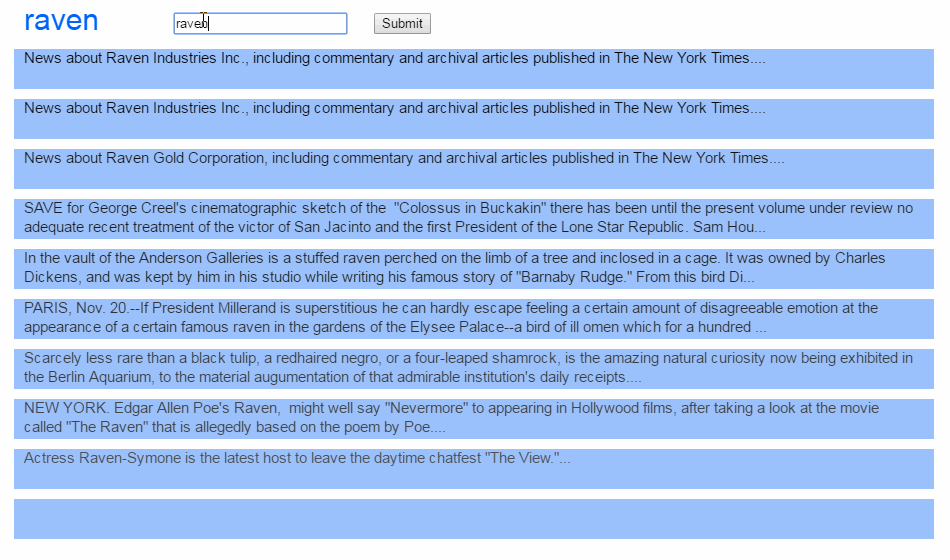 raven
raven
Submit
News about Raven Industries Inc., including commentary and archival articles published in The New York Times....
News about Raven Industries Inc., including commentary and archival articles published in The New York Times....
News about Raven Gold Corporation, including commentary and archival articles published in The New York Times....
SAVE for George Creel's cinematographic sketch of the "Colossus in Buckakin" there has been until the present volume under review no
adequate recent treatment of the victor of San Jacinto and the first President of the Lone Star Republic. Sam Hou...
In the vault of the Anderson Galleries is a stuffed raven perched on the limb of a tree and inclosed in a cage. It was owned by Charles
Dickens, and was kept by him in his studio while writing his famous story of "Barnaby Rudge." From this bird Di...
PARIS, Nov. 20.--If President Millerand is superstitious he can hardly escape feeling a certain amount of disagreeable emotion at the
appearance of a certain famous raven in the gardens of the Elysee Palace--a bird of ill omen which for a hundred ...
Scarcely less rare than a black tulip, a redhaired negro, or a four-leaped shamrock, is the amazing natural curiosity now being exhibited in
the Berlin Aquarium, to the material augumentation of that admirable institution's daily receipts....
NEW YORK. Edgar Allen Poe's Raven, might well say "Nevermore" to appearing in Hollywood films, after taking a look at the movie
called "The Raven" that is allegedly based on the poem by Poe....
Actress Raven-Symone is the latest host to leave the daytime chatfest "The View."...